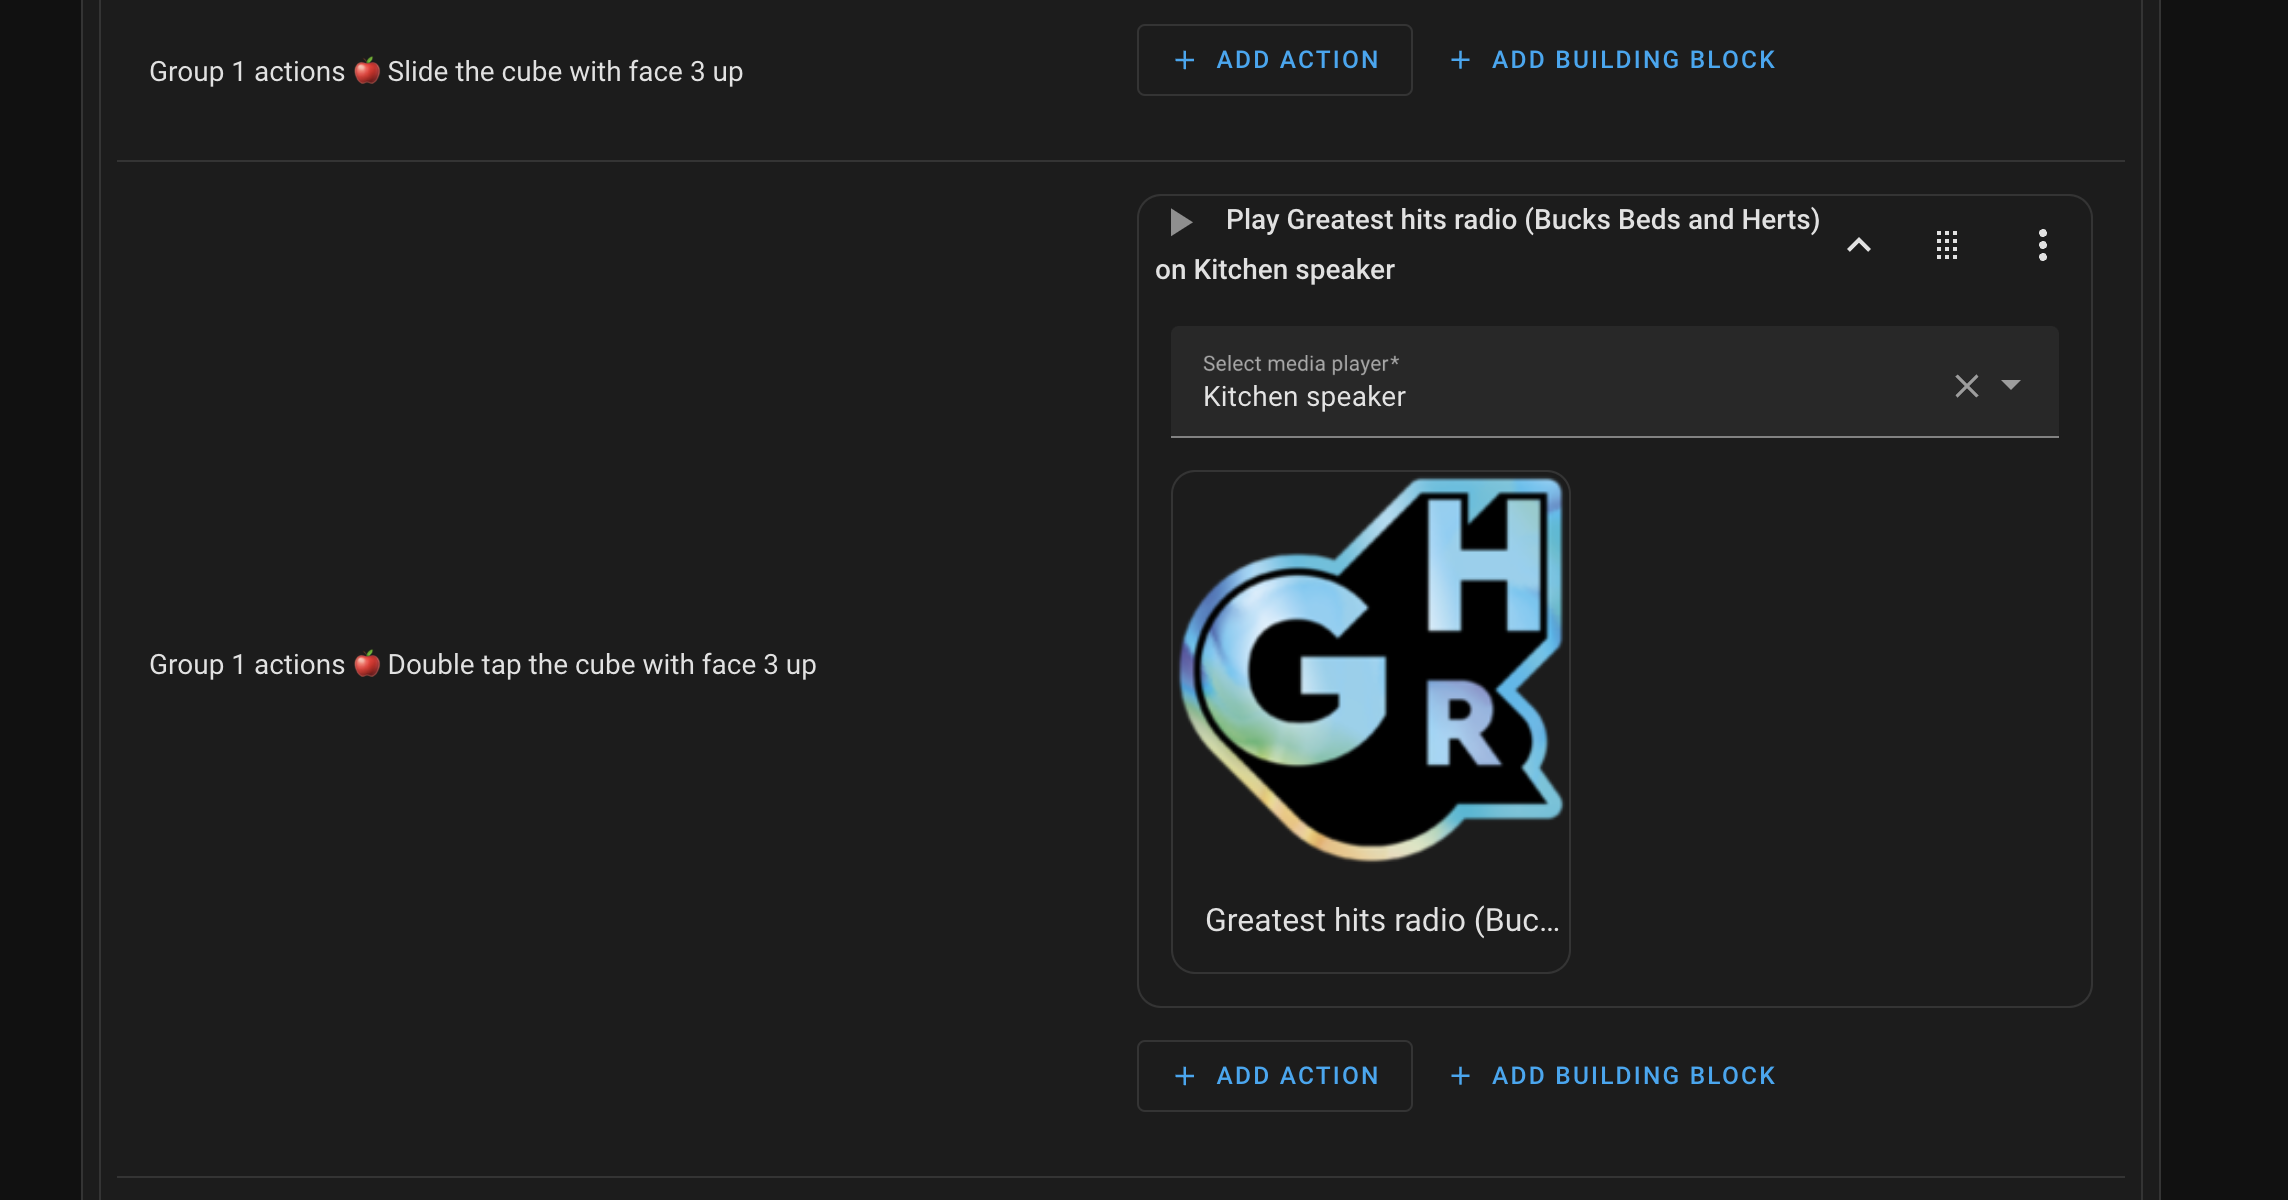 Group 1 actions 🍎 Slide the cube with face 3 up
+ ADD ACTION
+ ADD BUILDING BLOCK
Play Greatest hits radio (Bucks Beds and Herts)
on Kitchen speaker
Select media player*
Kitchen speaker
H
G
R
Greatest hits radio (Buc...
Group 1 actions 🍎 Double tap the cube with face 3 up
+ ADD ACTION
+ ADD BUILDING BLOCK